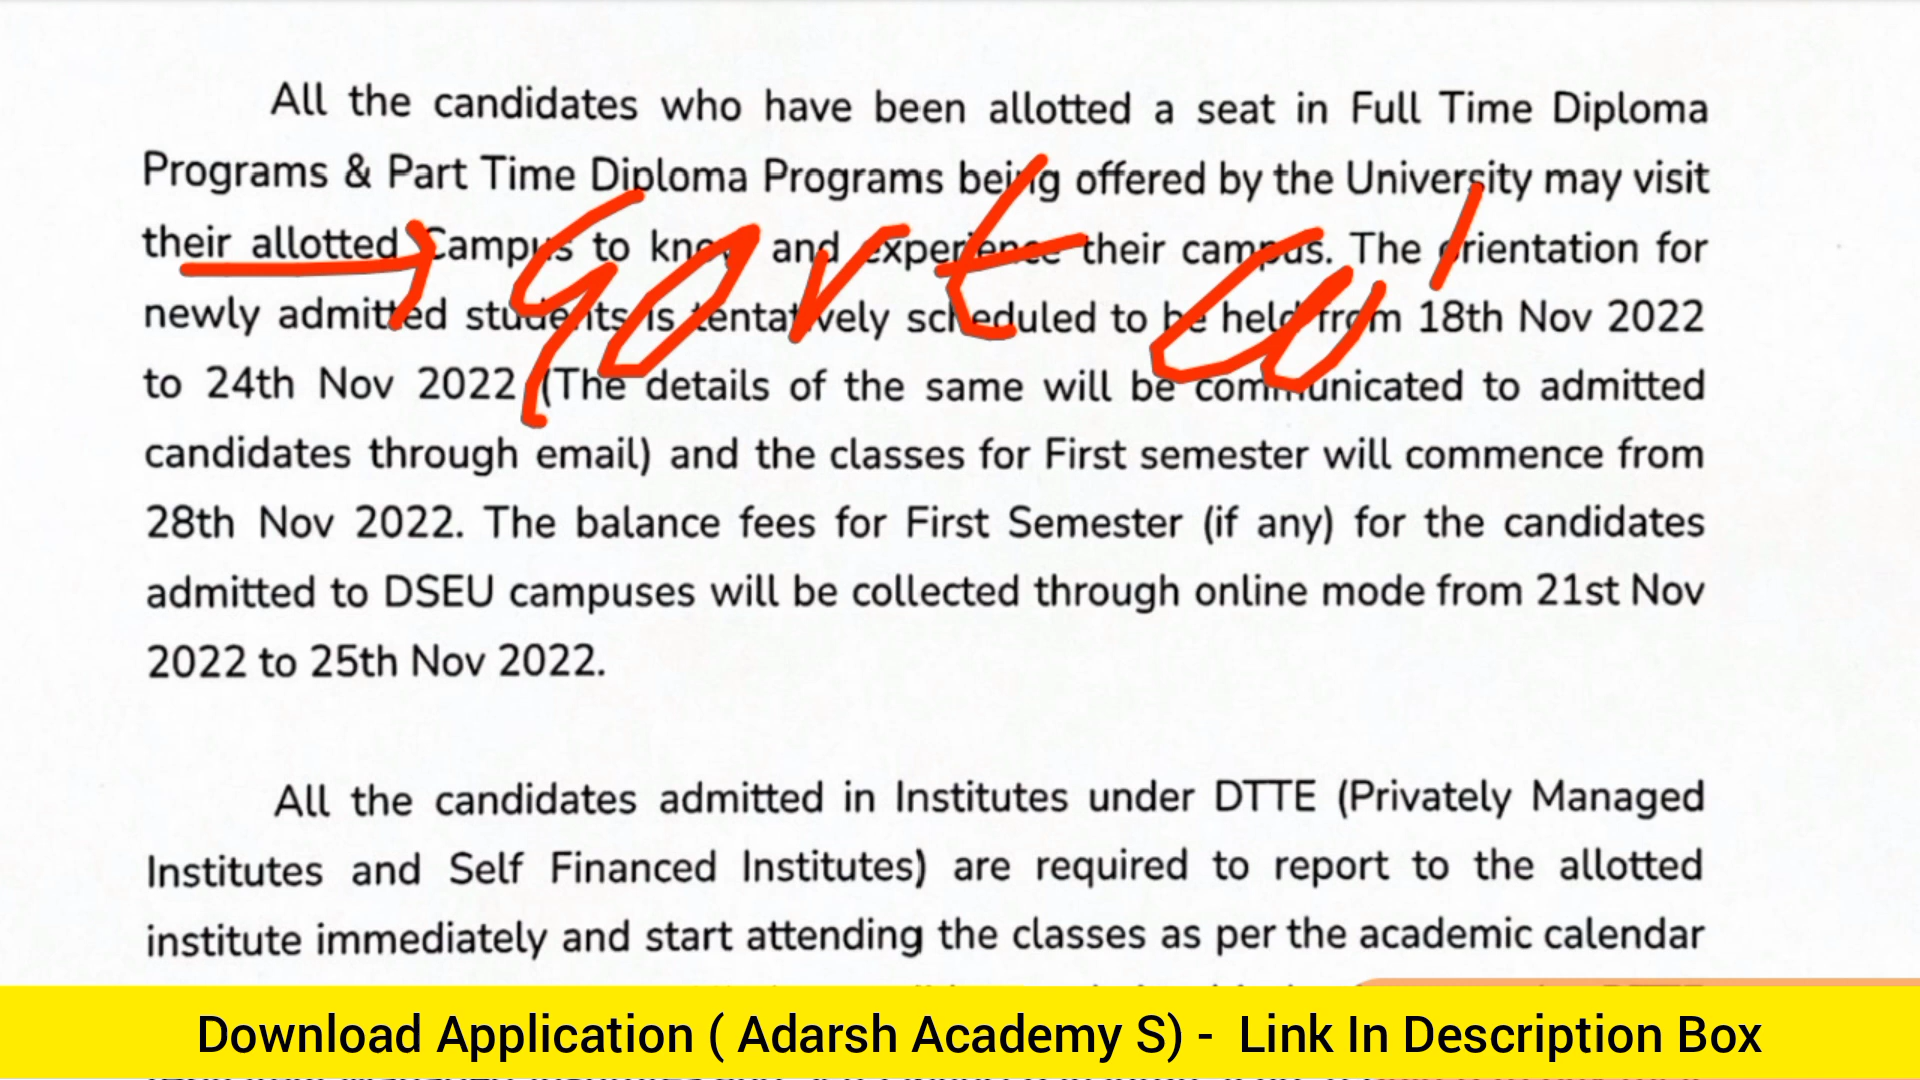 All the candidates who have been allotted a seat in Full Time Diploma
Programs & Part Time Diploma Programs being offered by the University may visit
their allotted Campus to know and experience their campus. The orientation for
newly admitted students is tentatively scheduled to be held from 18th Nov 2022
to 24th Nov 2022 (The details of the same will be communicated to admitted
candidates through email) and the classes for First semester will commence from
28th Nov 2022. The balance fees for First Semester (if any) for the candidates
admitted to DSEU campuses will be collected through online mode from 21st Nov
2022 to 25th Nov 2022.
All the candidates admitted in Institutes under DTTE (Privately Managed
Institutes and Self Financed Institutes) are required to report to the allotted
institute immediately and start attending the classes as per the academic calendar
Download Application ( Adarsh Academy S) - Link In Description Box